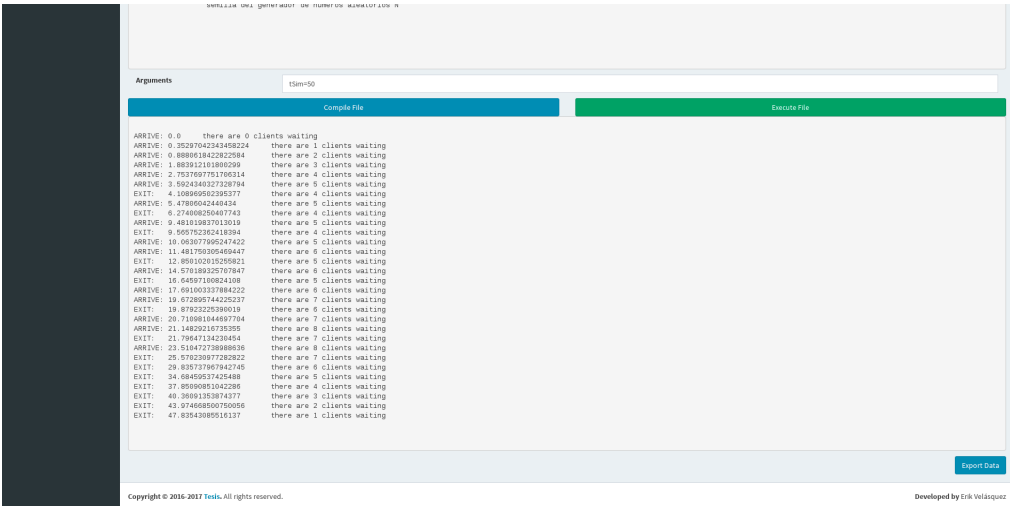 semilla del generador de números aleatorios N
Arguments
tSim=50
Compile File
Execute File
ARRIVE: 0.0 there are 0 clients waiting
ARRIVE: 0.35297042343458224 there are 1 clients waiting
ARRIVE: 0.8880618422822584 there are 2 clients waiting
ARRIVE: 1.883912101800299 there are 3 clients waiting
ARRIVE: 2.7537697751706314 there are 4 clients waiting
ARRIVE: 3.5924340327328794 there are 5 clients waiting
EXIT: 4.108969502395377 there are 4 clients waiting
ARRIVE: 5.47806042440434 there are 5 clients waiting
EXIT: 6.274008250407743 there are 4 clients waiting
ARRIVE: 9.481019837013019 there are 5 clients waiting
EXIT: 9.565752362418394 there are 4 clients waiting
ARRIVE: 10.063077995247422 there are 5 clients waiting
ARRIVE: 11.481750305469447 there are 6 clients waiting
EXIT: 12.850102015255821 there are 5 clients waiting
ARRIVE: 14.570189325707847 there are 6 clients waiting
EXIT: 16.64597100824108 there are 5 clients waiting
ARRIVE: 17.691003337884222 there are 6 clients waiting
ARRIVE: 19.672895744225237 there are 7 clients waiting
EXIT: 19.87923225390019 there are 6 clients waiting
ARRIVE: 20.710981044697704 there are 7 clients waiting
ARRIVE: 21.14829216735355 there are 8 clients waiting
EXIT: 21.79647134230454 there are 7 clients waiting
ARRIVE: 23.510472738988636 there are 8 clients waiting
EXIT: 25.570230977282822 there are 7 clients waiting
EXIT: 29.835737967942745 there are 6 clients waiting
EXIT: 34.68459537425488 there are 5 clients waiting
EXIT: 37.85090851042286 there are 4 clients waiting
EXIT: 40.36091353874377 there are 3 clients waiting
EXIT: 43.974668500750056 there are 2 clients waiting
EXIT: 47.83543085516137 there are 1 clients waiting
Export Data
Copyright © 2016-2017 Tesis. All rights reserved.
Developed by Erik Velásquez